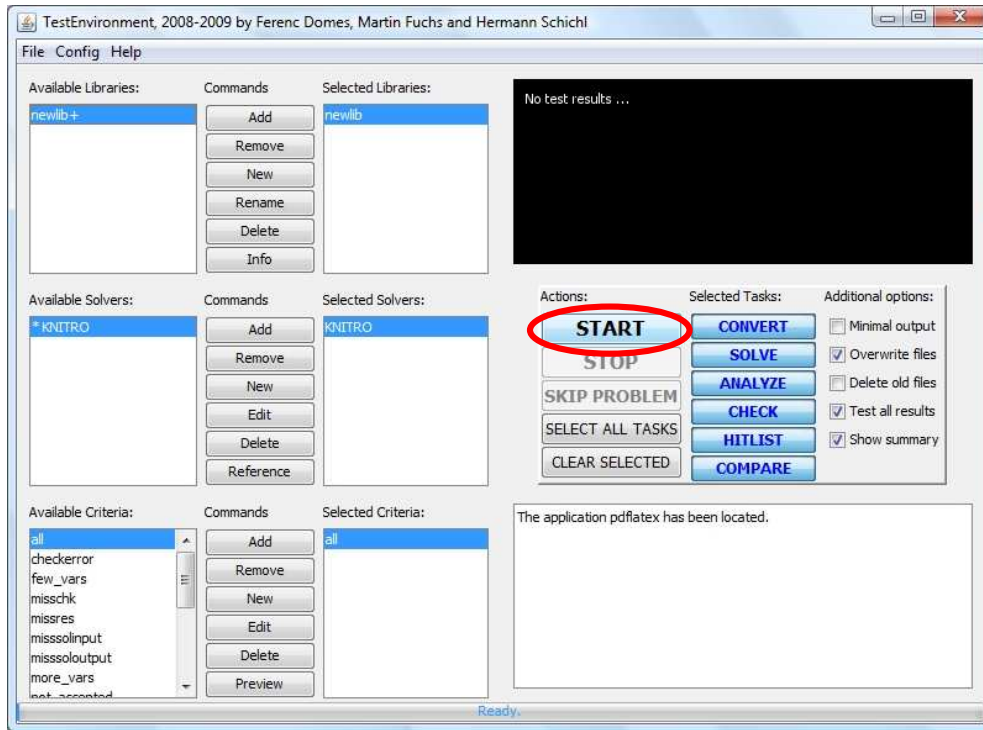 TestEnvironment, 2008-2009 by Ferenc Domes, Martin Fuchs and Hermann Schichl
File Config Help
Available Libraries:
newlib+
Commands
Add
Remove
New
Rename
Delete
Info
Selected Libraries:
newlib
No test results ...
Available Solvers:
* KNITRO
Commands
Add
Remove
New
Edit
Delete
Reference
Selected Solvers:
KNITRO
Actions:
START
STOP
SKIP PROBLEM
SELECT ALL TASKS
CLEAR SELECTED
Selected Tasks:
CONVERT
SOLVE
ANALYZE
CHECK
HITLIST
COMPARE
Additional options:
Minimal output
Overwrite files
Delete old files
Test all results
Show summary
Available Criteria:
all
checkerror
few_vars
misschk
missres
misssolinput
misssoloutput
more_vars
not_accepted
Commands
Add
Remove
New
Edit
Delete
Preview
Selected Criteria:
all
The application pdflatex has been located.
Ready.